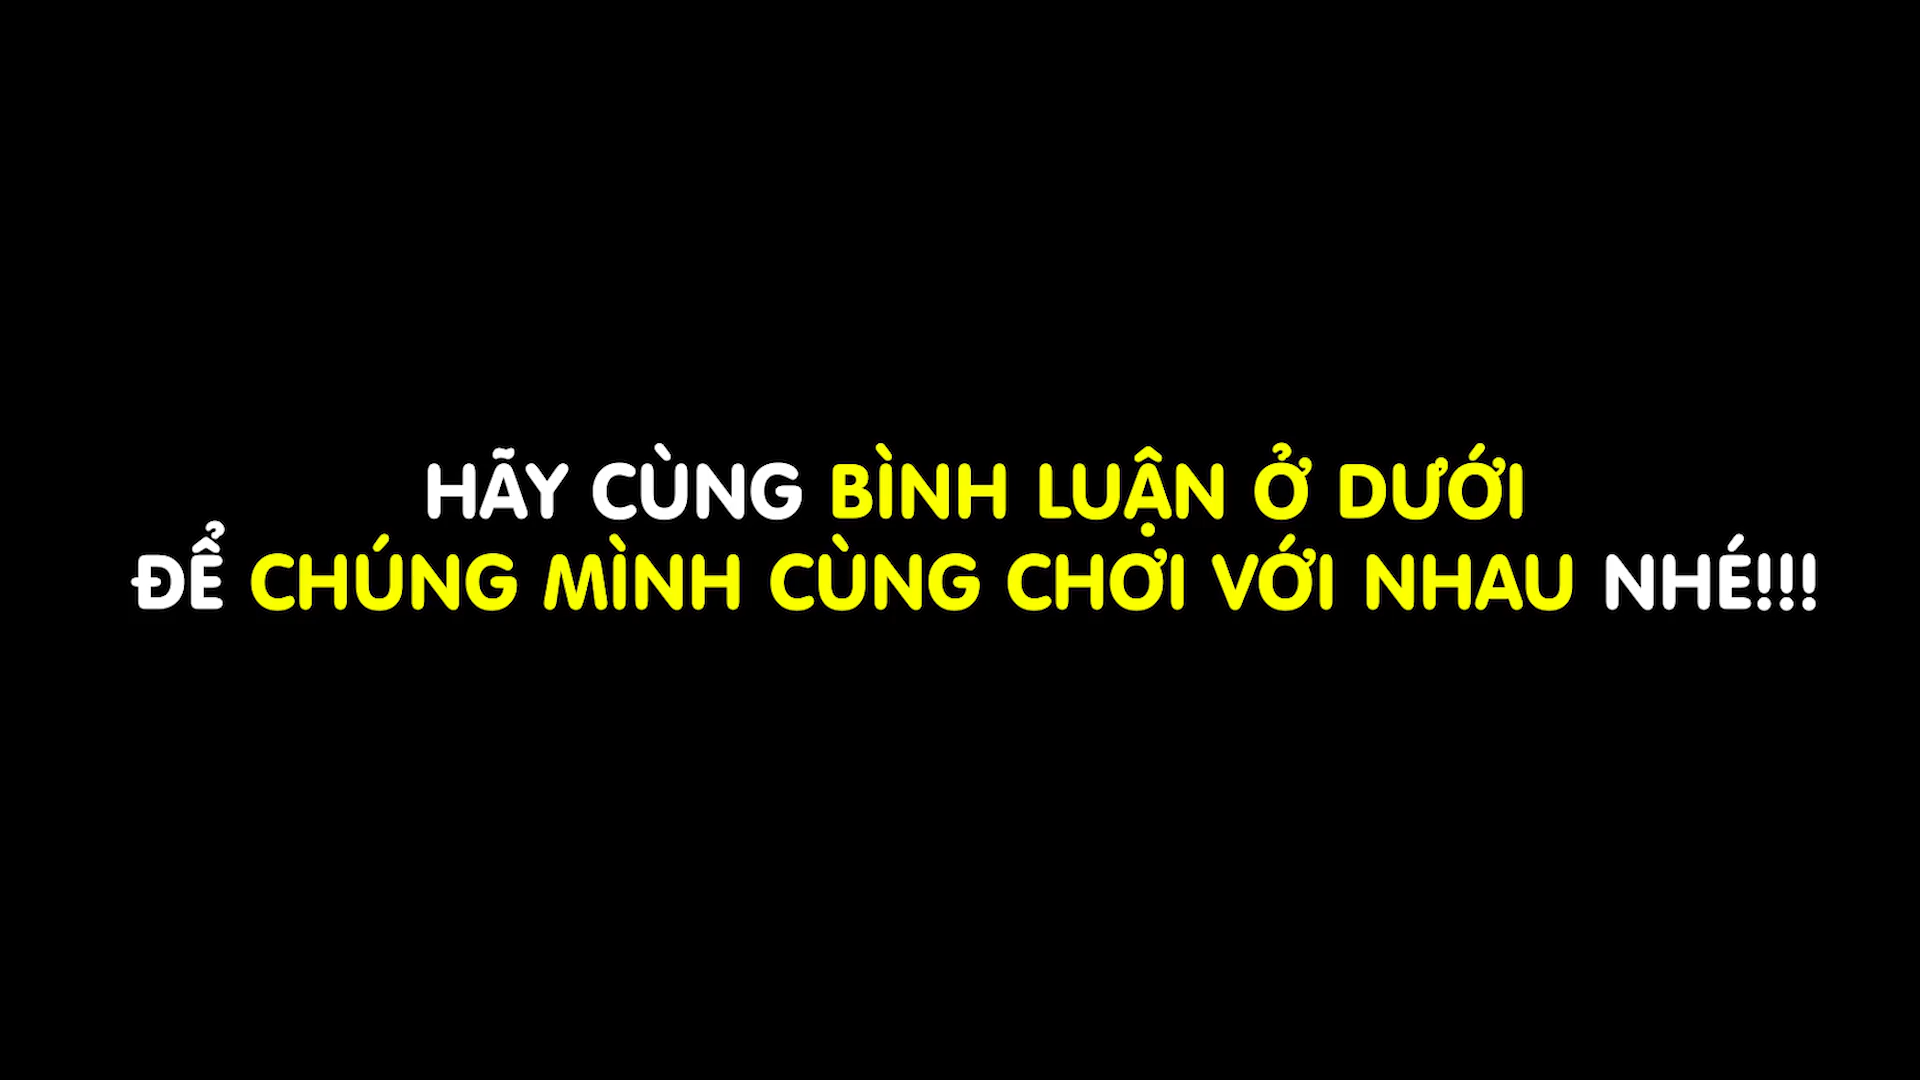 HÃY CÙNG BÌNH LUẬN Ở DƯỚI
ĐỂ CHÚNG MÌNH CÙNG CHƠI VỚI NHAU NHÉ!!!